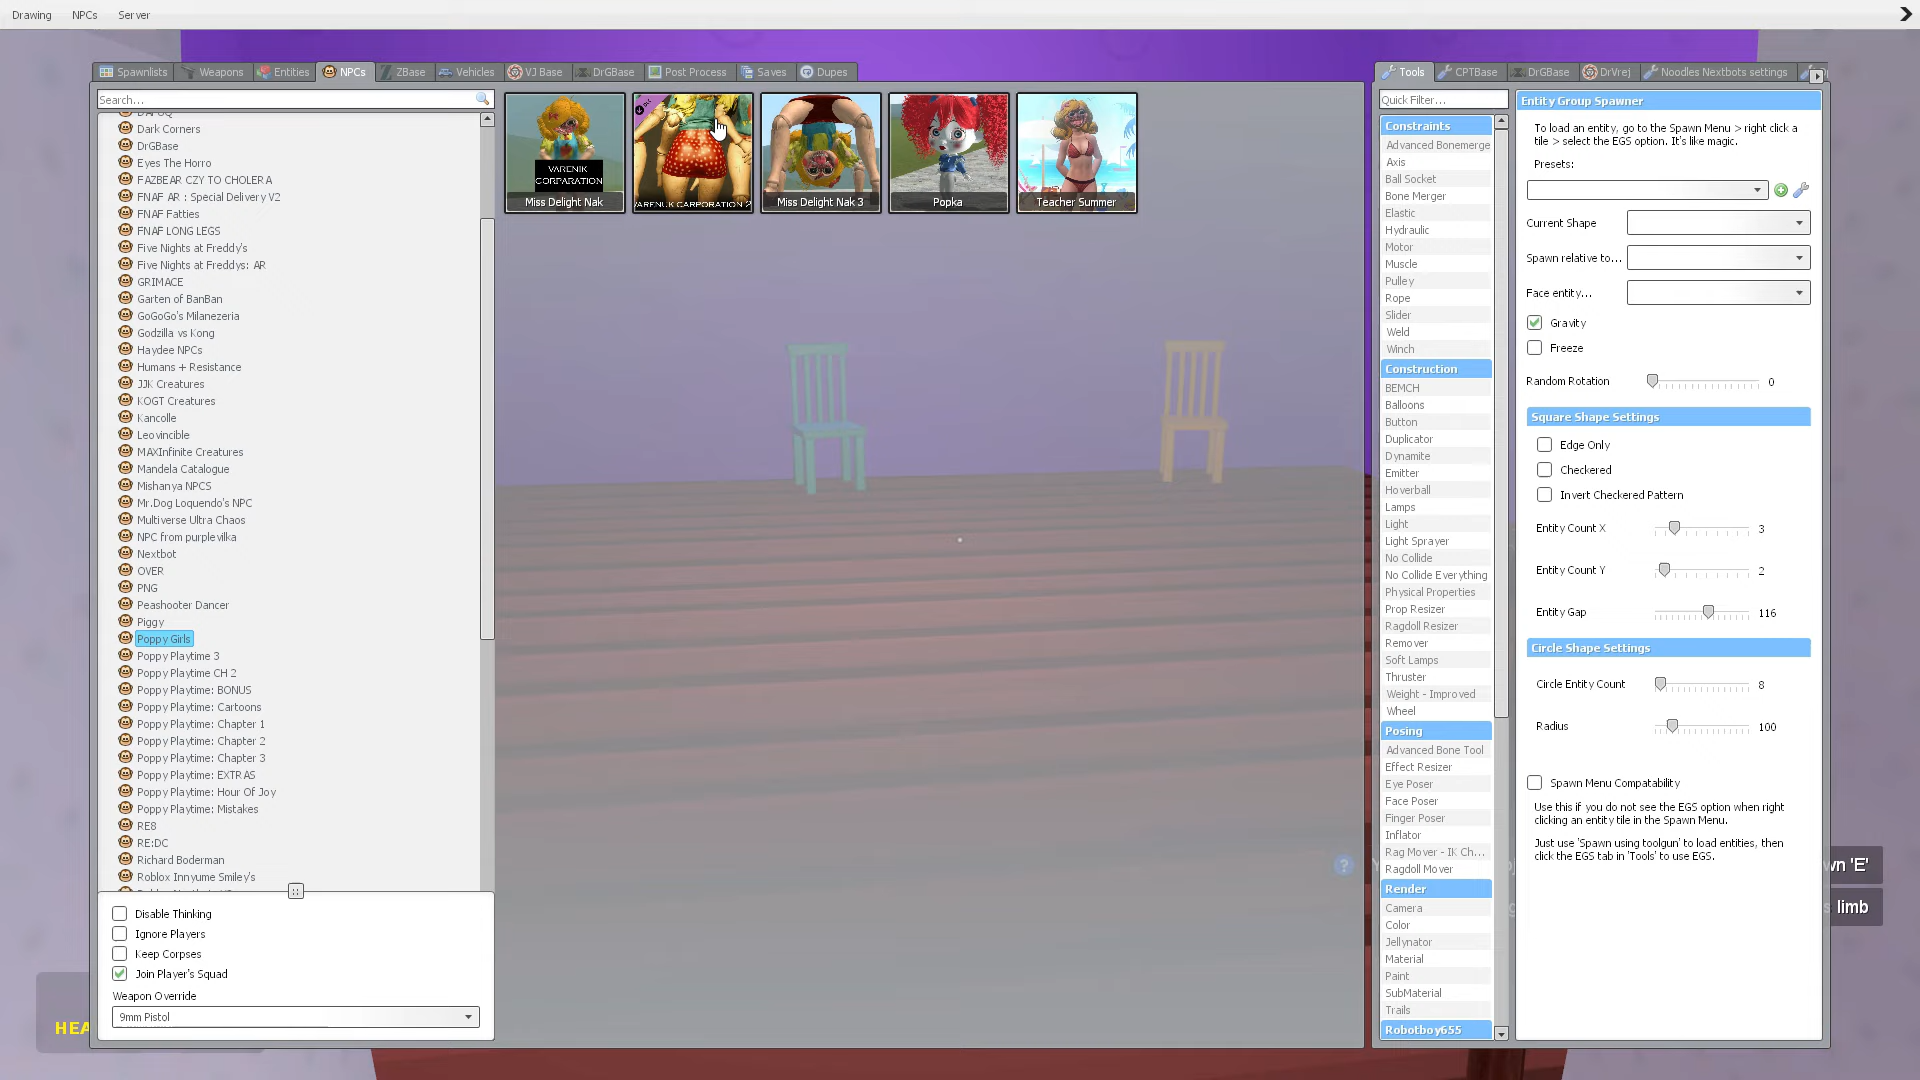 Drawing NPCs Server
Spawnlists Weapons Entities NPCs ZBase Vehicles VJ Base DrGBase Post Process Saves Dupes
Search...
Dark Corners
DrGBase
Eyes The Horro
FAZBEAR CZY TO CHOLERA
FNAF AR : Special Delivery V2
FNAF Fatties
FNAF LONG LEGS
Five Nights at Freddy's
Five Nights at Freddys: AR
GRIMACE
Garten of BanBan
GoGoGo's Milanezeria
Godzilla vs Kong
Haydee NPCs
Humans + Resistance
JJK Creatures
KOGT Creatures
Kancolle
Leovincible
MAXInfinite Creatures
Mandela Catalogue
Mishanya NPCS
Mr.Dog Loquendo's NPC
Multiverse Ultra Chaos
NPC from purplevilka
Nextbot
OVER
PNG
Peashooter Dancer
Piggy
Poppy Girls
Poppy Playtime 3
Poppy Playtime CH 2
Poppy Playtime: BONUS
Poppy Playtime: Cartoons
Poppy Playtime: Chapter 1
Poppy Playtime: Chapter 2
Poppy Playtime: Chapter 3
Poppy Playtime: EXTRAS
Poppy Playtime: Hour Of Joy
Poppy Playtime: Mistakes
RE8
RE:DC
Richard Boderman
Roblox Innyume Smiley's
Disable Thinking
Ignore Players
Keep Corpses
Join Player's Squad
Weapon Override
9mm Pistol
HEA
VARENIK
CORPARATION
Miss Delight Nak
Miss Delight Nak 3
Popka
Teacher Summer
Tools CPTBase DrGBase DrVrej Noodles Nextbots settings
Quick Filter...
Constraints
Advanced Bonemerge
Axis
Ball Socket
Bone Merger
Elastic
Hydraulic
Motor
Muscle
Pulley
Rope
Slider
Weld
Winch
Construction
BEMCH
Balloons
Button
Duplicator
Dynamite
Emitter
Hoverball
Lamps
Light
Light Sprayer
No Collide
No Collide Everything
Physical Properties
Prop Resizer
Ragdoll Resizer
Remover
Soft Lamps
Thruster
Weight - Improved
Wheel
Posing
Advanced Bone Tool
Effect Resizer
Eye Poser
Face Poser
Finger Poser
Inflator
Rag Mover - IK Ch...
Ragdoll Mover
Render
Camera
Color
Jellynator
Material
Paint
SubMaterial
Trails
Robotboy655
Entity Group Spawner
To load an entity, go to the Spawn Menu > right click a
tile > select the EGS option. It's like magic.
Presets:
Current Shape
Spawn relative to...
Face entity...
Gravity
Freeze
Random Rotation 0
Square Shape Settings
Edge Only
Checkered
Invert Checkered Pattern
Entity Count X 3
Entity Count Y 2
Entity Gap 116
Circle Shape Settings
Circle Entity Count 8
Radius 100
Spawn Menu Compatability
Use this if you do not see the EGS option when right
clicking an entity tile in the Spawn Menu.
Just use 'Spawn using toolgun' to load entities, then
click the EGS tab in 'Tools' to use EGS.
wn 'E'
limb